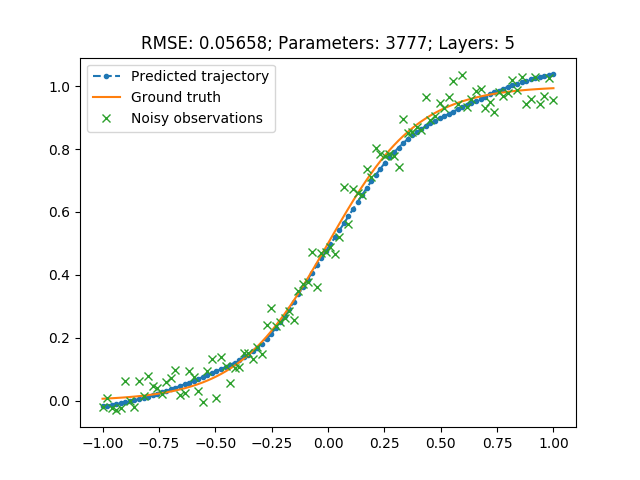 RMSE: 0.05658; Parameters: 3777; Layers: 5
Predicted trajectory
Ground truth
Noisy observations
1.0
0.8
0.6
0.4
0.2
0.0
−1.00 −0.75 −0.50 −0.25 0.00 0.25 0.50 0.75 1.00